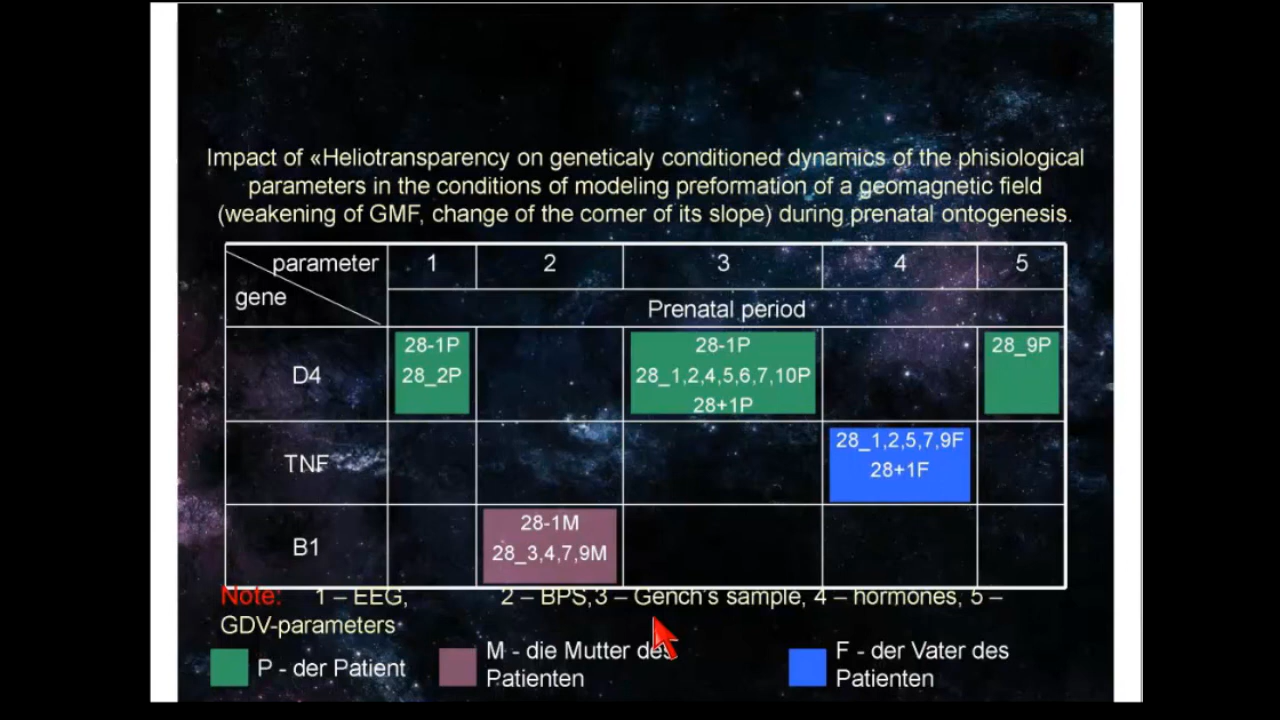 Impact of «Heliotransparency on geneticaly conditioned dynamics of the phisiological
parameters in the conditions of modeling preformation of a geomagnetic field
(weakening of GMF, change of the corner of its slope) during prenatal ontogenesis.
parameter 1 2 3 4 5
gene
Prenatal period
28-1P 28-1P 28_9P
D4 28_2P 28_1,2,4,5,6,7,10P
28+1P
28_1,2,5,7,9F
TNF 28+1F
28-1M
B1 28_3,4,7,9M
Note: 1 – EEG, 2 – BPS,3 – Gench's sample, 4 – hormones, 5 –
GDV-parameters
P - der Patient
M - die Mutter des
Patienten
F - der Vater des
Patienten